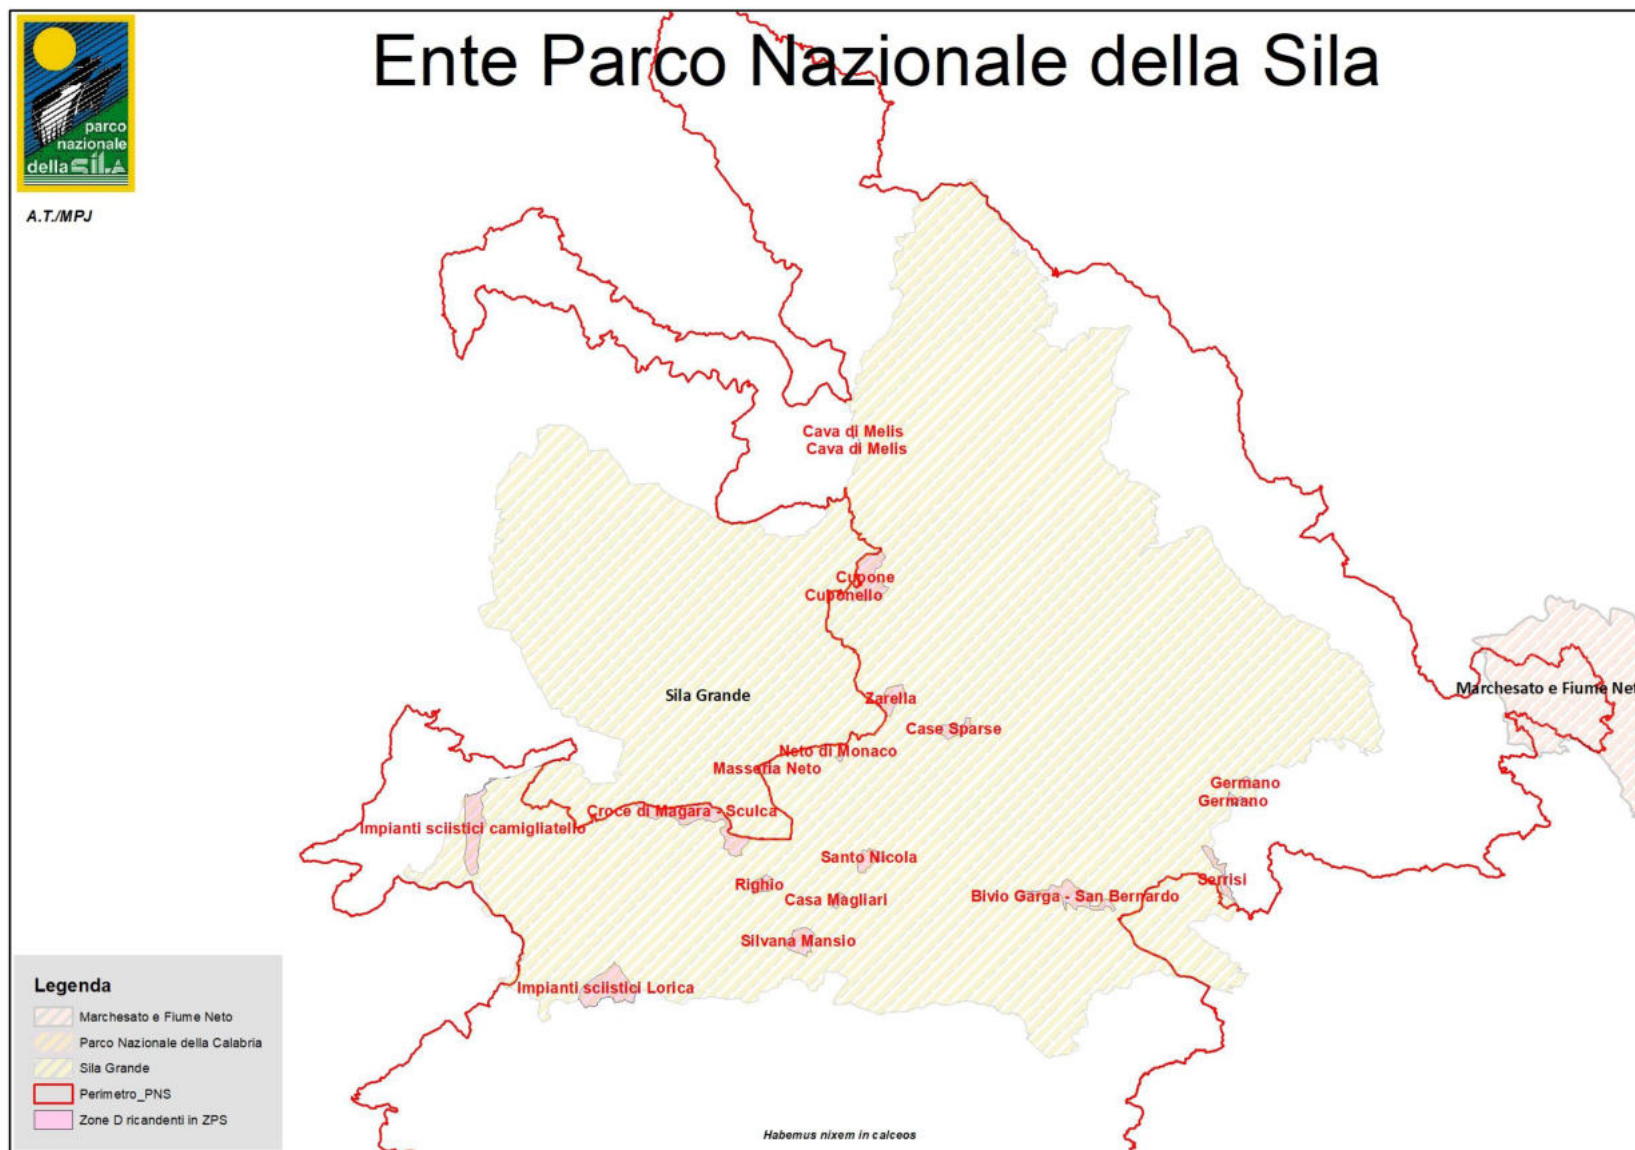 Ente Parco Nazionale della Sila
parco
nazionale
della SILA
A.T./MPJ
Cava di Melis
Cava di Melis
Cupone
Cuponello
Sila Grande
Zarella
Marchesato e Fiume Net
Case Sparse
Neto di Monaco
Masseria Neto
Germano
Germano
Croce di Magara - Sculca
Impianti sciistici camigliatello
Santo Nicola
Serrisi
Righio
Casa Magliari
Bivio Garga - San Bernardo
Silvana Mansio
Impianti sciistici Lorica
Legenda
Marchesato e Fiume Neto
Parco Nazionale della Calabria
Sila Grande
Perimetro_PNS
Zone D ricandenti in ZPS
Habemus nixem in calceos